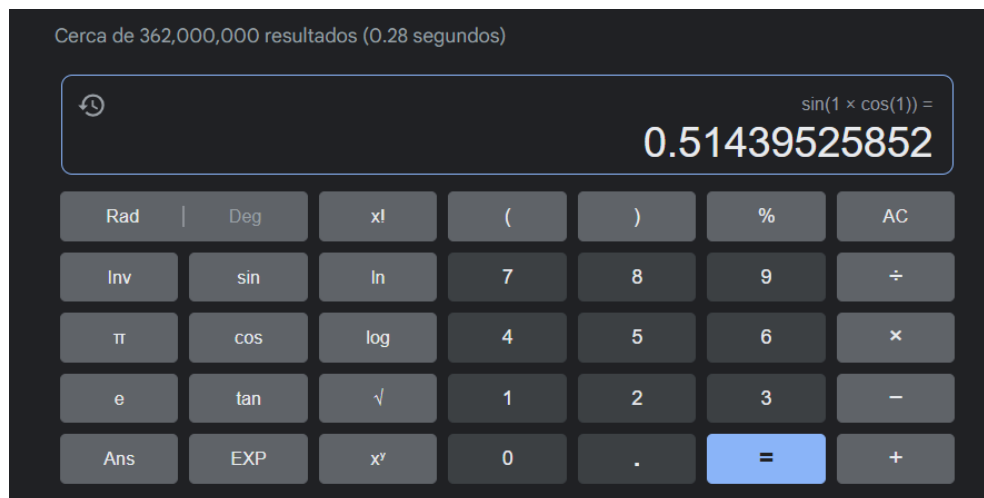 Cerca de 362,000,000 resultados (0.28 segundos)
sin(1 × cos(1)) =
0.51439525852
Rad | Deg x! ( ) % AC
Inv sin ln 7 8 9 ÷
π cos log 4 5 6 ×
e tan √ 1 2 3 −
Ans EXP xʸ 0 . = +